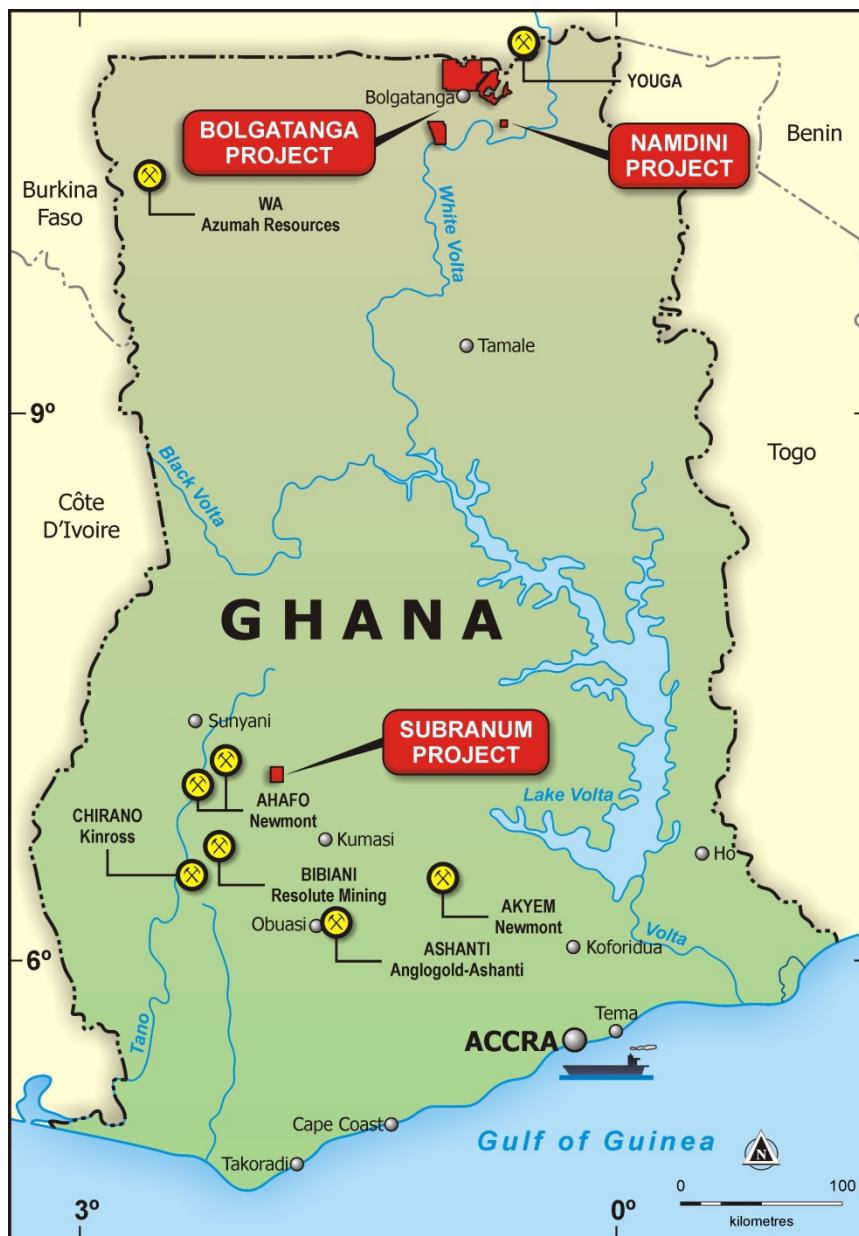 YOUGA
Bolgatanga
BOLGATANGA
PROJECT
NAMDINI
PROJECT
Benin
Burkina
Faso
WA
Azumah Resources
White Volta
Tamale
9º
Togo
Black Volta
Côte
D'Ivoire
GHANA
Sunyani
SUBRANUM
PROJECT
AHAFO
Newmont
Lake Volta
CHIRANO
Kinross
Kumasi
Ho
BIBIANI
Resolute Mining
AKYEM
Newmont
Obuasi
ASHANTI
Anglogold-Ashanti
Volta
Koforidua
6º
Tano
Tema
ACCRA
Cape Coast
Gulf of Guinea
N
Takoradi
0 100
kilometres
3º
0º